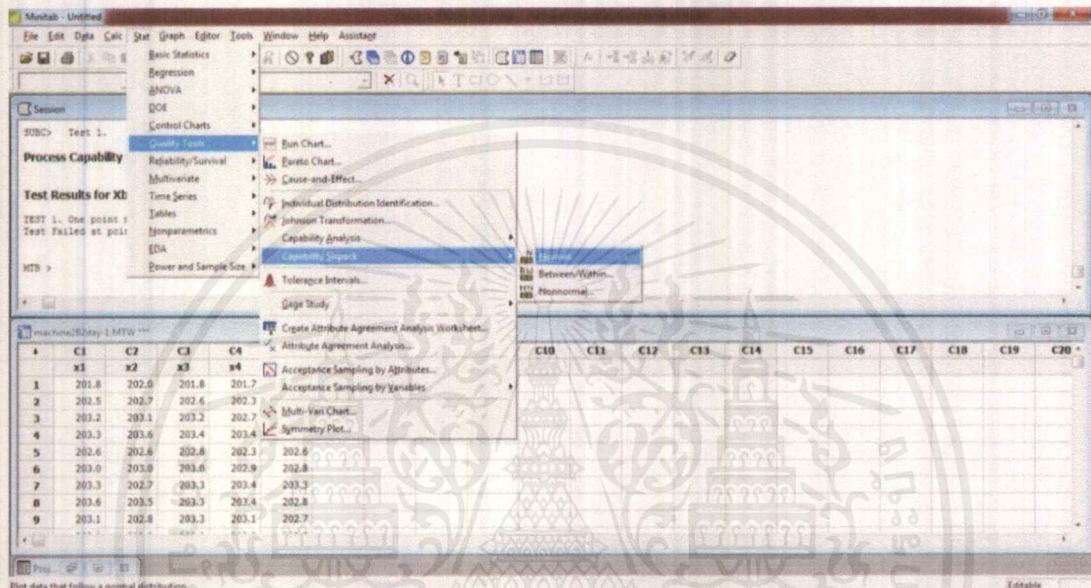 Minitab - Untitled
File Edit Data Calc Stat Graph Editor Tools Window Help Assistant
Session
SUBC> Test 1.
Process Capability
Test Results for Xb
TEST 1. One point
Test Failed at poin
MTB >
Basic Statistics
Regression
ANOVA
DOE
Control Charts
Quality Tools
Reliability/Survival
Multivariate
Time Series
Tables
Nonparametrics
EDA
Power and Sample Size
Run Chart...
Pareto Chart...
Cause-and-Effect...
Individual Distribution Identification...
Johnson Transformation...
Capability Analysis
Capability Sixpack
Tolerance Intervals...
Gage Study
Create Attribute Agreement Analysis Worksheet...
Attribute Agreement Analysis...
Acceptance Sampling by Attributes...
Acceptance Sampling by Variables
Multi-Vari Chart...
Symmetry Plot...
Normal...
Between/Within...
Nonnormal...
C1 C2 C3 C4 C10 C11 C12 C13 C14 C15 C16 C17 C18 C19 C20
x1 x2 x3 x4
1 201.8 202.0 201.8 201.7
2 202.5 202.7 202.6 202.3
3 203.2 203.1 203.2 202.7
4 203.3 203.6 203.4 203.4
5 202.6 202.6 202.8 202.3 202.6
6 203.0 203.0 203.0 202.9 202.8
7 203.3 202.7 203.3 203.4 203.3
8 203.6 203.5 203.3 203.4 202.8
9 203.1 202.8 203.3 203.1 202.7
Proj...
Plot data that follow a normal distribution
Editable